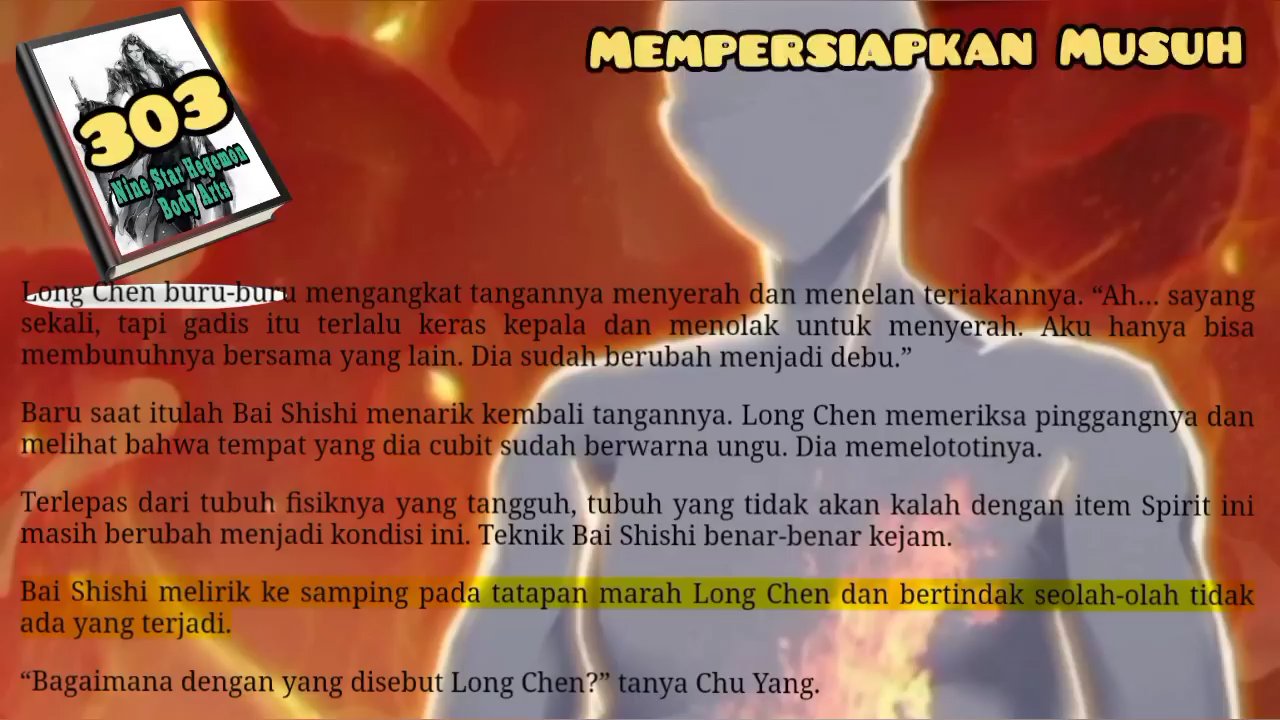 Mempersiapkan Musuh
303
Nine Star Hegemon
Body Arts
Long Chen buru-buru mengangkat tangannya menyerah dan menelan teriakannya. “Ah... sayang
sekali, tapi gadis itu terlalu keras kepala dan menolak untuk menyerah. Aku hanya bisa
membunuhnya bersama yang lain. Dia sudah berubah menjadi debu.”
Baru saat itulah Bai Shishi menarik kembali tangannya. Long Chen memeriksa pinggangnya dan
melihat bahwa tempat yang dia cubit sudah berwarna ungu. Dia memelototinya.
Terlepas dari tubuh fisiknya yang tangguh, tubuh yang tidak akan kalah dengan item Spirit ini
masih berubah menjadi kondisi ini. Teknik Bai Shishi benar-benar kejam.
Bai Shishi melirik ke samping pada tatapan marah Long Chen dan bertindak seolah-olah tidak
ada yang terjadi.
“Bagaimana dengan yang disebut Long Chen?” tanya Chu Yang.